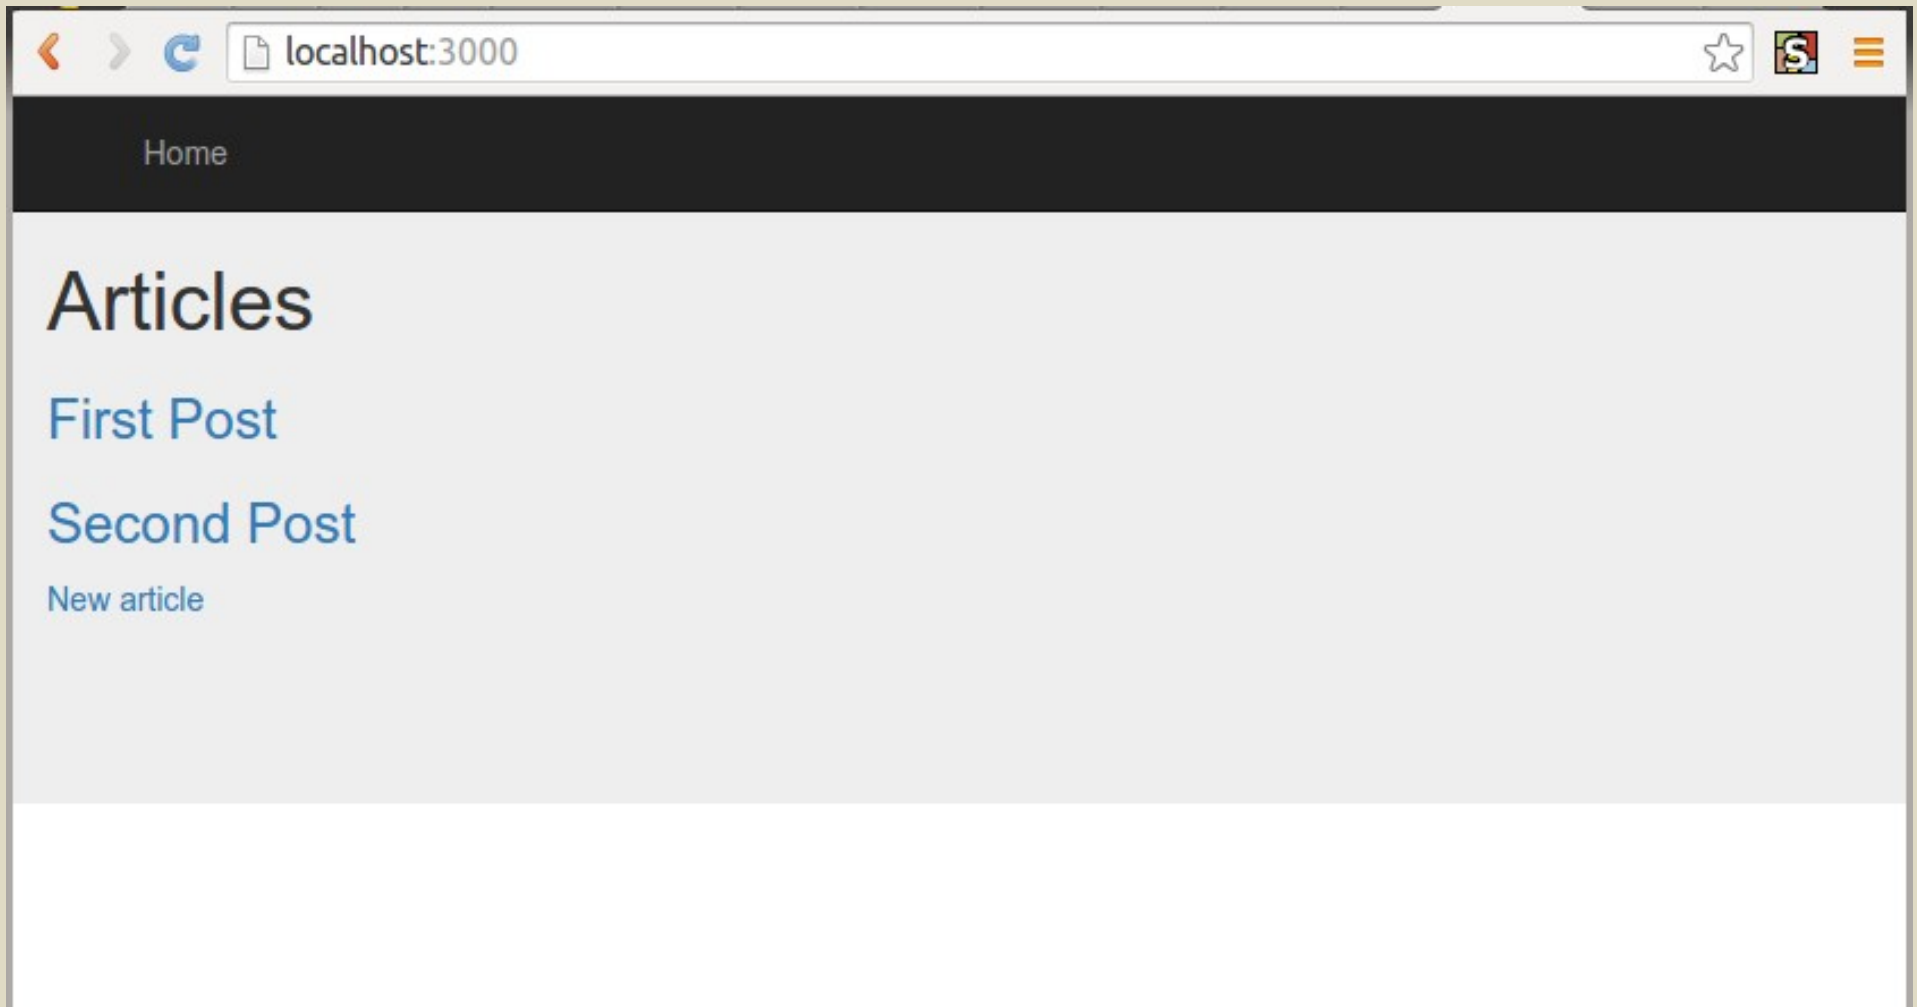 localhost:3000
S
Home
Articles
First Post
Second Post
New article